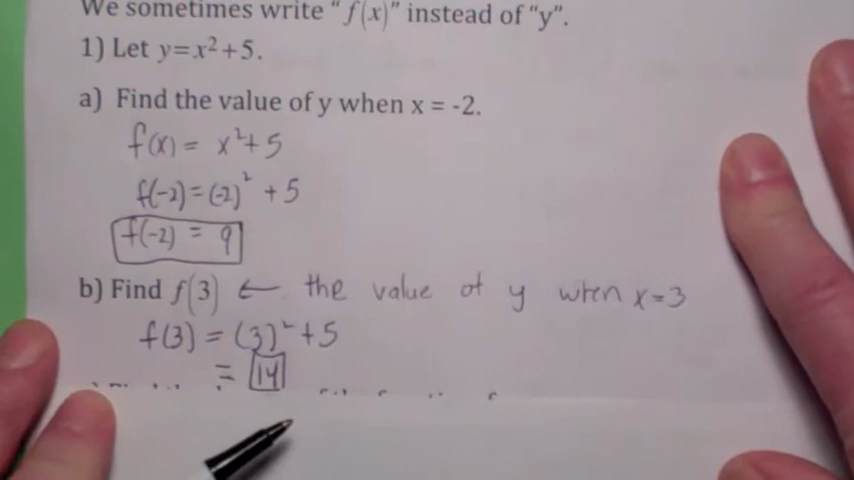 We sometimes write “f(x)” instead of “y”.
1) Let y=x²+5.
a) Find the value of y when x = -2.
f(x) = x²+5
f(-2)=(-2)² +5
f(-2) = 9
b) Find f(3) ← the value of y when x=3
f(3) = (3)² +5
= 14